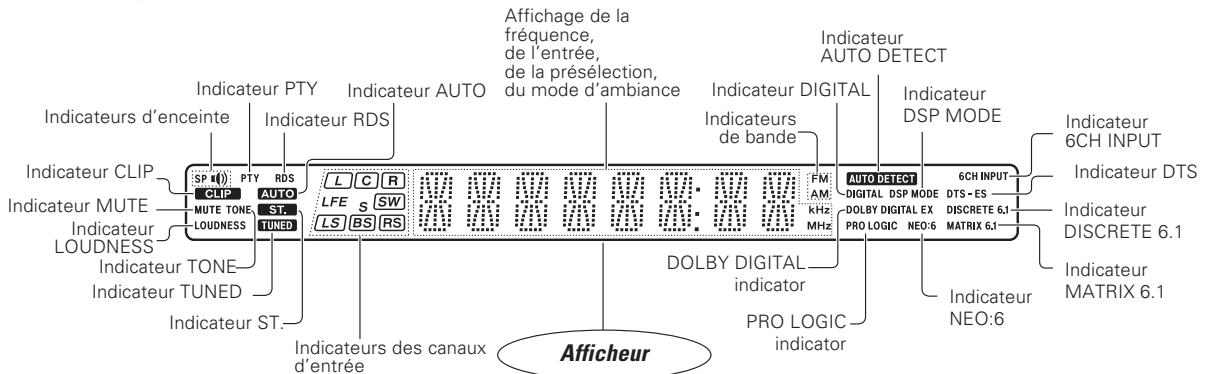 Affichage de la
fréquence,
de l'entrée,
de la présélection,
du mode d'ambiance
Indicateur
AUTO DETECT
Indicateur PTY
Indicateur AUTO
Indicateur DIGITAL
Indicateur
DSP MODE
Indicateurs d'enceinte
Indicateur RDS
Indicateurs
de bande
Indicateur
6CH INPUT
Indicateur CLIP
Indicateur DTS
Indicateur MUTE
Indicateur
LOUDNESS
Indicateur
DISCRETE 6.1
SP PTY RDS
CLIP AUTO
MUTE TONE ST.
LOUDNESS TUNED
L C R
LFE S SW
LS BS RS
FM
AM
kHz
MHz
AUTO DETECT 6CH INPUT
DIGITAL DSP MODE DTS-ES
DOLBY DIGITAL EX DISCRETE 6.1
PRO LOGIC NEO:6 MATRIX 6.1
Indicateur TONE
Indicateur TUNED
Indicateur ST.
Indicateurs des canaux
d'entrée
Afficheur
DOLBY DIGITAL
indicator
PRO LOGIC
indicator
Indicateur
NEO:6
Indicateur
MATRIX 6.1